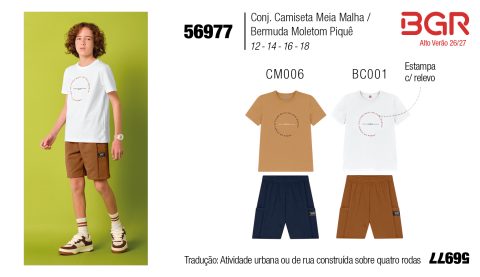 56977
Conj. Camiseta Meia Malha /
Bermuda Moletom Piquê
12 - 14 - 16 - 18
BGR
Alto Verão 26/27
Estampa
c/ relevo
CM006
BC001
Tradução: Atividade urbana ou de rua construída sobre quatro rodas
56977